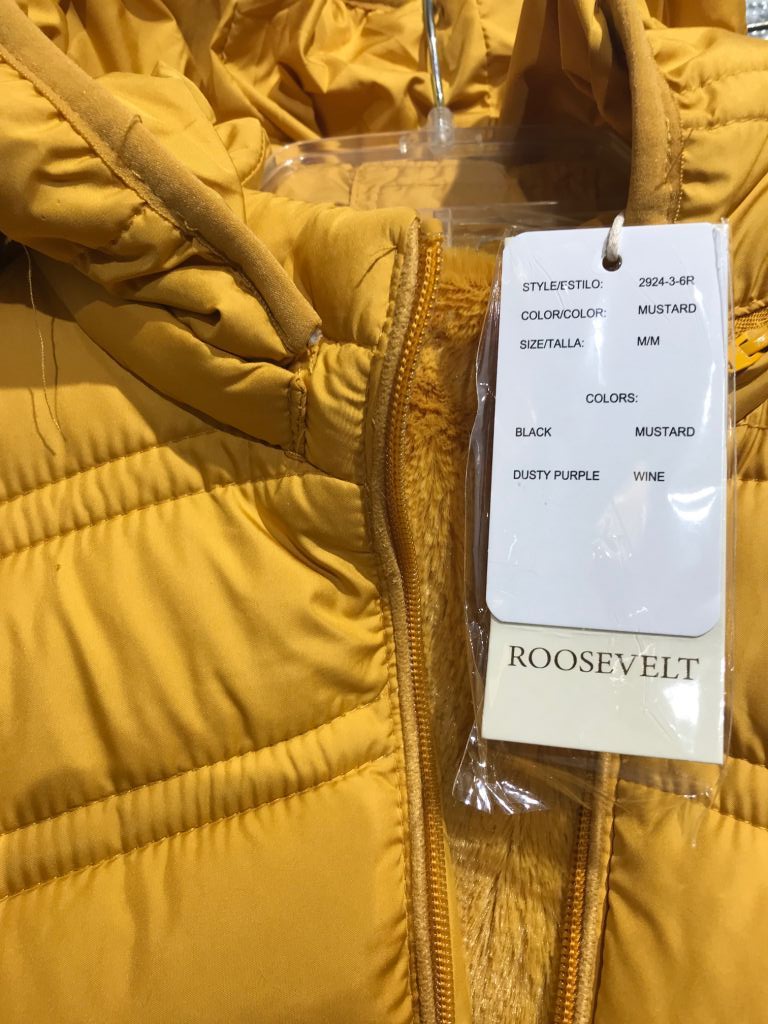 STYLE/ESTILO: 2924-3-6R
COLOR/COLOR: MUSTARD
SIZE/TALLA: M/M
COLORS:
BLACK MUSTARD
DUSTY PURPLE WINE
ROOSEVELT